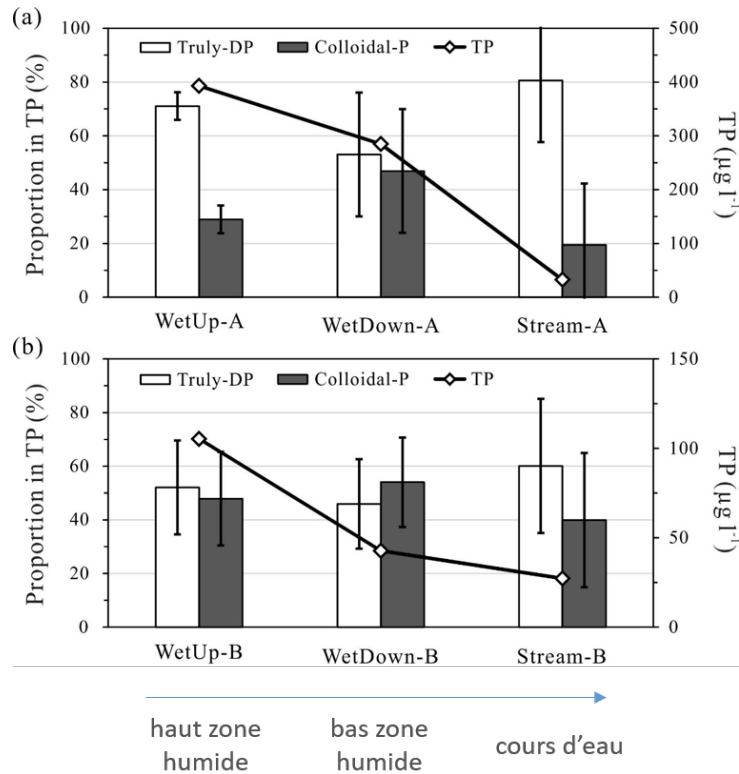 (a)
Truly-DP Colloidal-P TP
Proportion in TP (%)
100
80
60
40
20
0
500
400
300
200
100
0
TP (µg l⁻¹)
WetUp-A WetDown-A Stream-A
(b)
Truly-DP Colloidal-P TP
Proportion in TP (%)
100
80
60
40
20
0
150
100
50
0
TP (µg l⁻¹)
WetUp-B WetDown-B Stream-B
haut zone
humide
bas zone
humide
cours d'eau